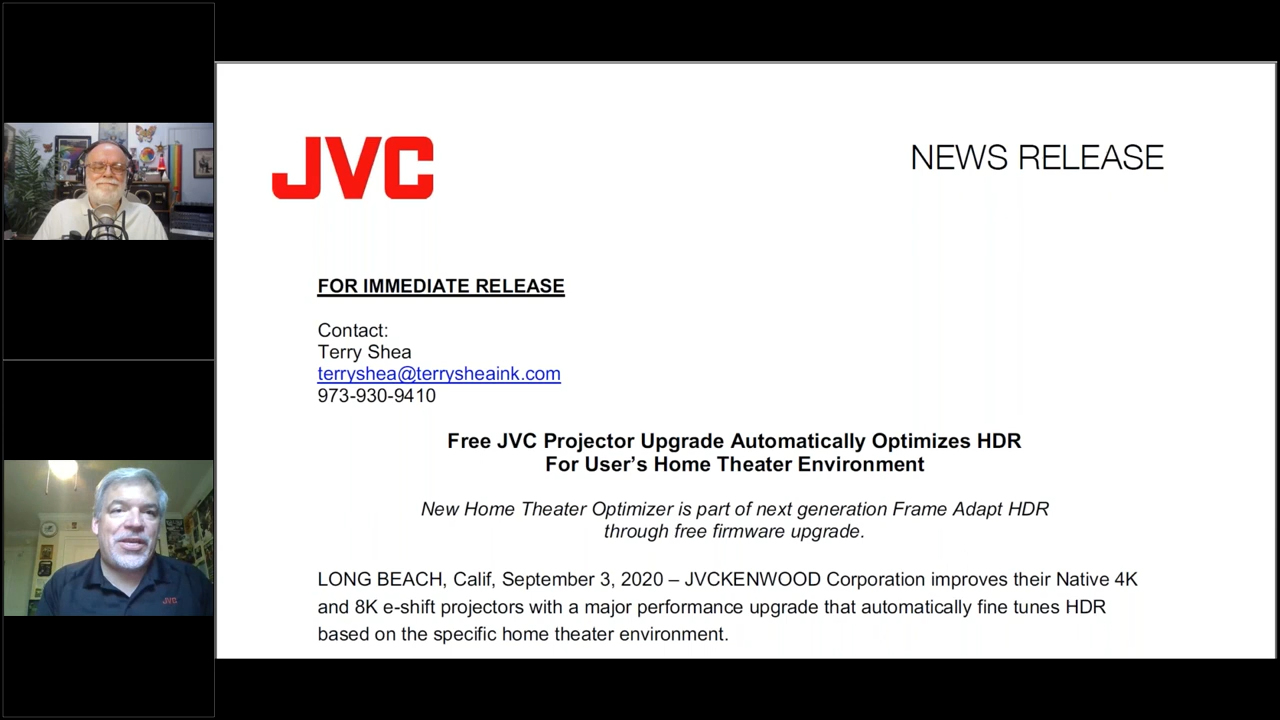 JVC
NEWS RELEASE
FOR IMMEDIATE RELEASE
Contact:
Terry Shea
terryshea@terrysheaink.com
973-930-9410
Free JVC Projector Upgrade Automatically Optimizes HDR
For User’s Home Theater Environment
New Home Theater Optimizer is part of next generation Frame Adapt HDR
through free firmware upgrade.
LONG BEACH, Calif, September 3, 2020 – JVCKENWOOD Corporation improves their Native 4K
and 8K e-shift projectors with a major performance upgrade that automatically fine tunes HDR
based on the specific home theater environment.
JVC